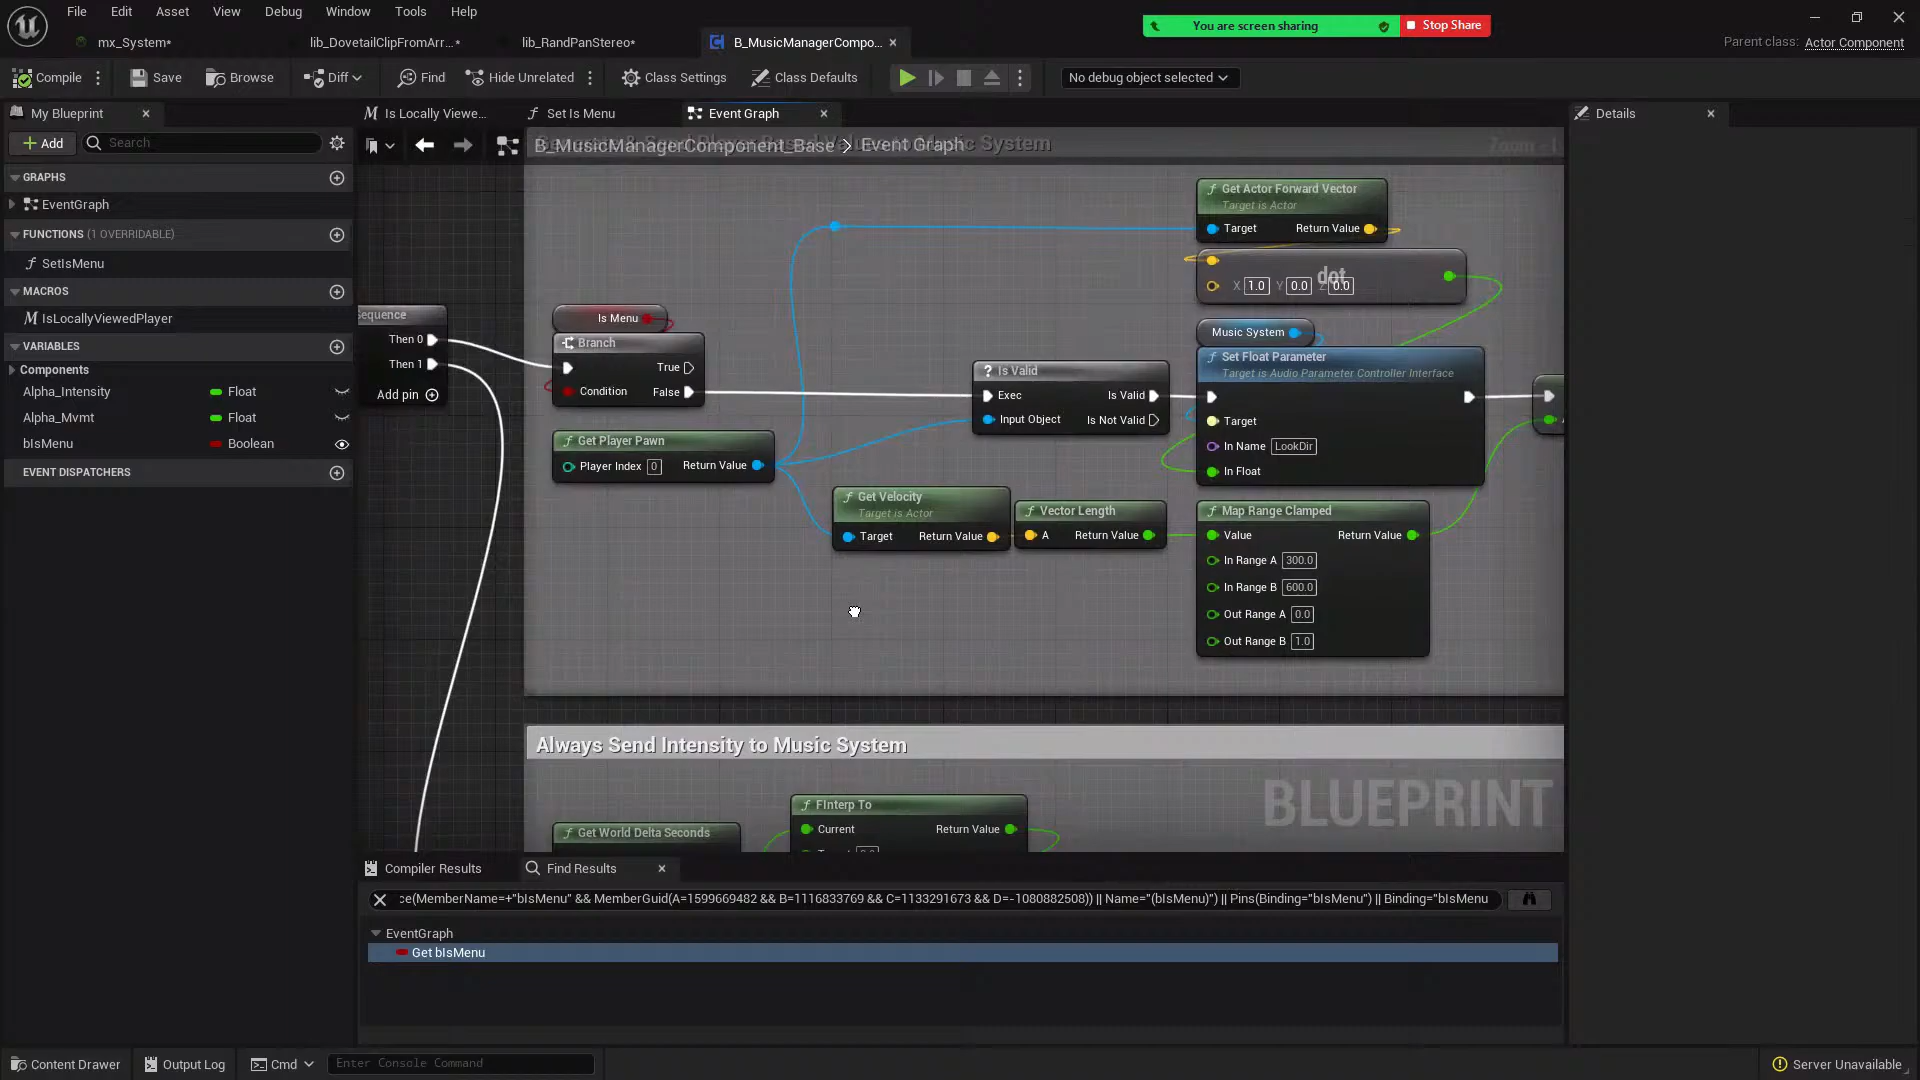 File Edit Asset View Debug Window Tools Help
You are screen sharing Stop Share
mx_System* lib_DovetailClipFromArr...* lib_RandPanStereo* B_MusicManagerCompo...
Parent class: Actor Component
Compile Save Browse Diff Find Hide Unrelated Class Settings Class Defaults No debug object selected
My Blueprint Is Locally Viewe... Set Is Menu Event Graph Details
Add Search
B_MusicManagerComponent_Base > Event Graph
GRAPHS
EventGraph
FUNCTIONS (1 OVERRIDABLE)
SetIsMenu
MACROS
IsLocallyViewedPlayer
VARIABLES
Components
Alpha_Intensity Float
Alpha_Mvmt Float
bIsMenu Boolean
EVENT DISPATCHERS
Sequence
Then 0
Then 1
Add pin
Is Menu
Branch
True
Condition False
Get Player Pawn
Player Index 0 Return Value
Get Velocity
Target is Actor
Target Return Value
Vector Length
A Return Value
Is Valid
Exec Is Valid
Input Object Is Not Valid
Get Actor Forward Vector
Target is Actor
Target Return Value
dot
X 1.0 Y 0.0 Z 0.0
Music System
Set Float Parameter
Target is Audio Parameter Controller Interface
Target
In Name LookDir
In Float
Map Range Clamped
Value Return Value
In Range A 300.0
In Range B 600.0
Out Range A 0.0
Out Range B 1.0
Always Send Intensity to Music System
BLUEPRINT
FInterp To
Current Return Value
Get World Delta Seconds
Compiler Results Find Results
ce(MemberName=+"bIsMenu" && MemberGuid(A=1599669482 && B=1116833769 && C=1133291673 && D=-1080882508)) || Name="(bIsMenu)") || Pins(Binding="bIsMenu") || Binding="bIsMenu
EventGraph
Get bIsMenu
Content Drawer Output Log Cmd Enter Console Command Server Unavailable